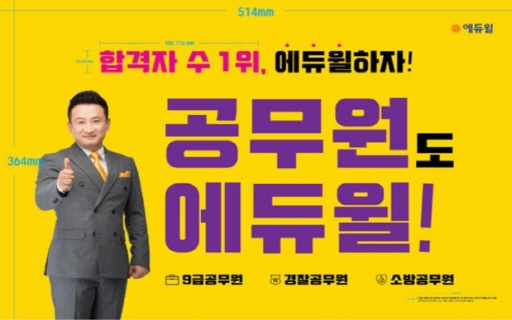 514mm
에듀윌
합격자 수 1위, 에듀윌하자!
364mm
공무원도
에듀윌!
9급공무원 경찰공무원 소방공무원